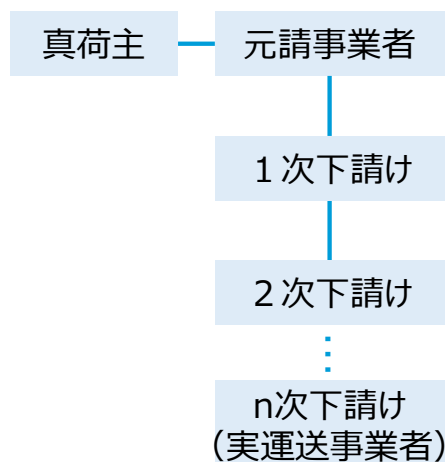 真荷主
元請事業者
１次下請け
２次下請け
n次下請け
（実運送事業者）